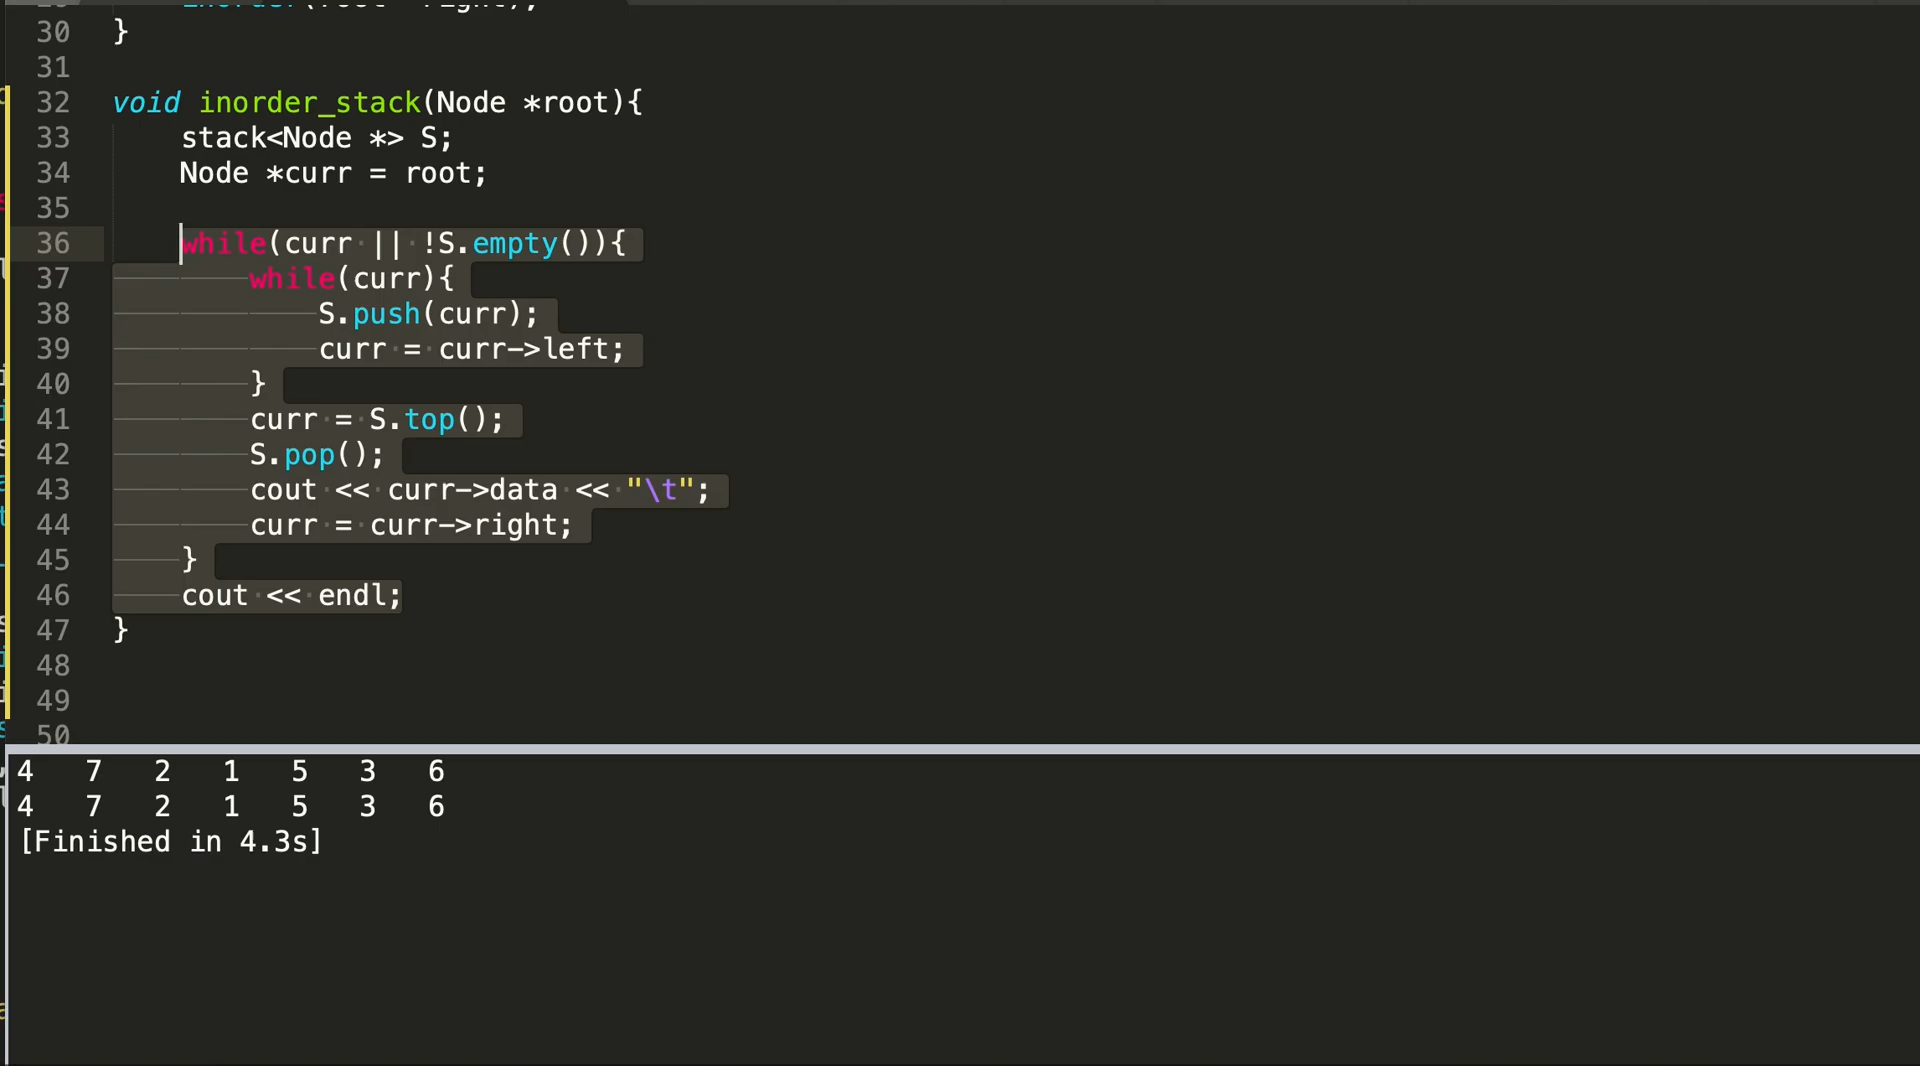 30 }
31
32 void inorder_stack(Node *root){
33 stack<Node *> S;
34 Node *curr = root;
35
36 while(curr || !S.empty()){
37 while(curr){
38 S.push(curr);
39 curr = curr->left;
40 }
41 curr = S.top();
42 S.pop();
43 cout << curr->data << "\t";
44 curr = curr->right;
45 }
46 cout << endl;
47 }
48
49
50
4 7 2 1 5 3 6
4 7 2 1 5 3 6
[Finished in 4.3s]